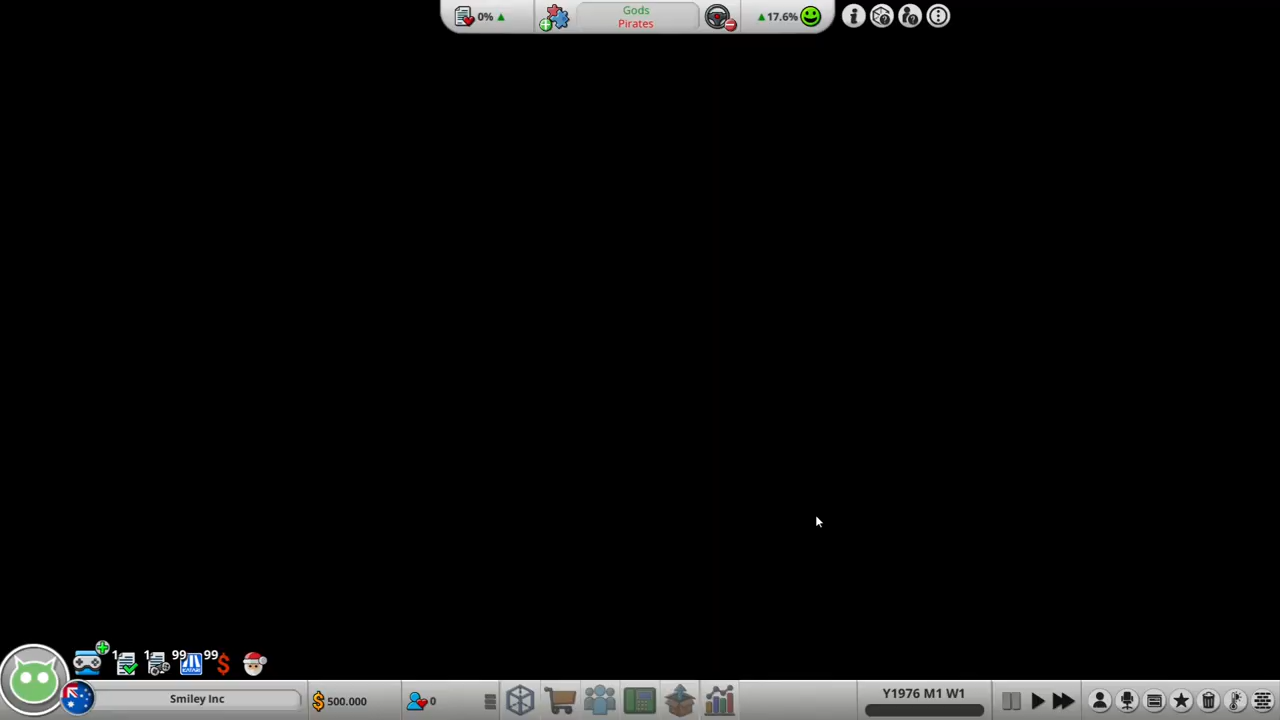 0%
Gods
Pirates
17.6%
1
1
99
99
Smiley Inc
500.000
0
Y1976 M1 W1